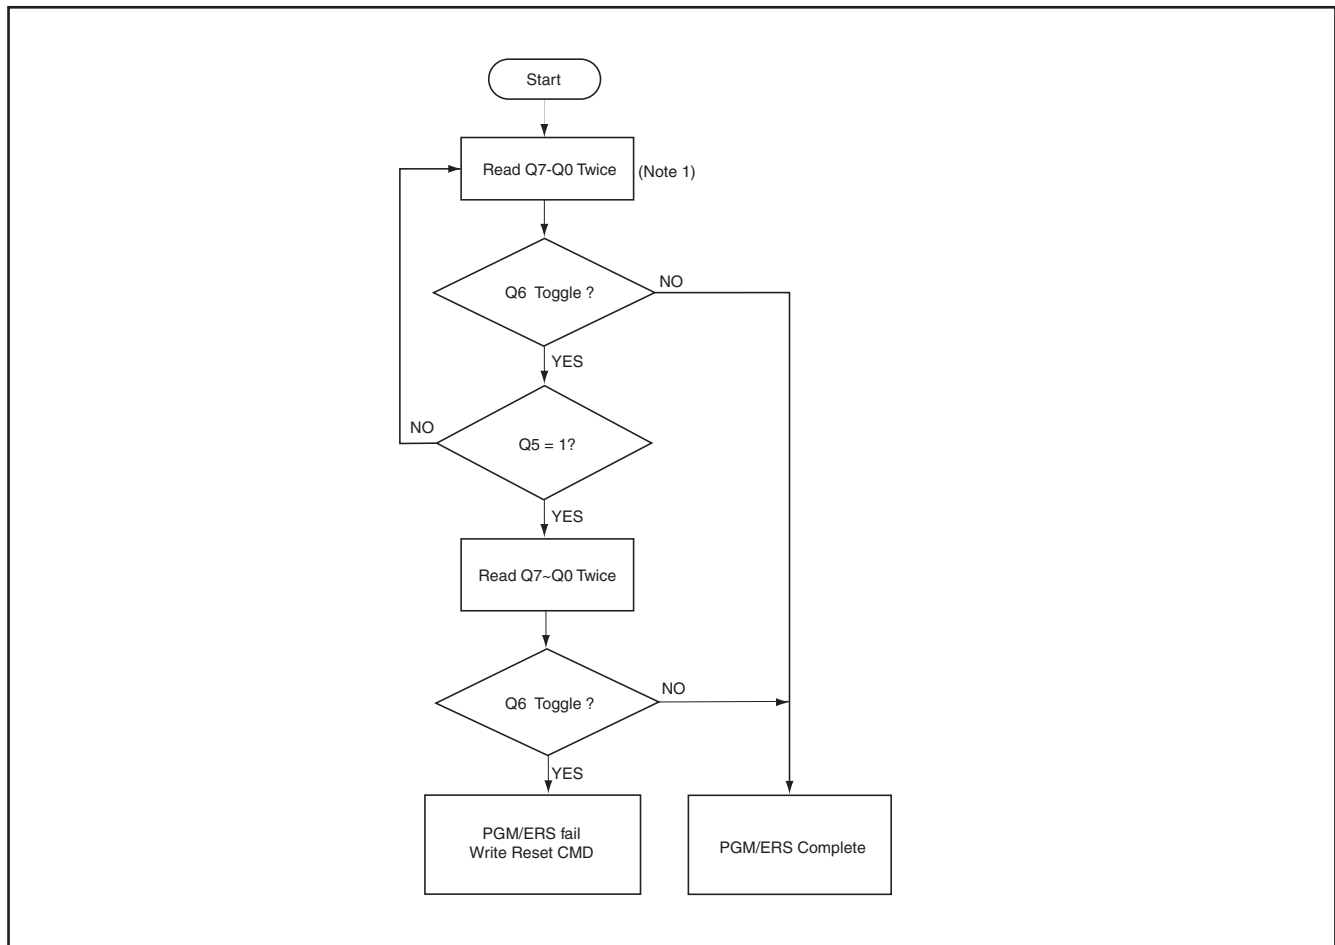 Start
Read Q7-Q0 Twice
(Note 1)
Q6 Toggle ?
NO
YES
NO
Q5 = 1?
YES
Read Q7~Q0 Twice
Q6 Toggle ?
NO
YES
PGM/ERS fail
Write Reset CMD
PGM/ERS Complete